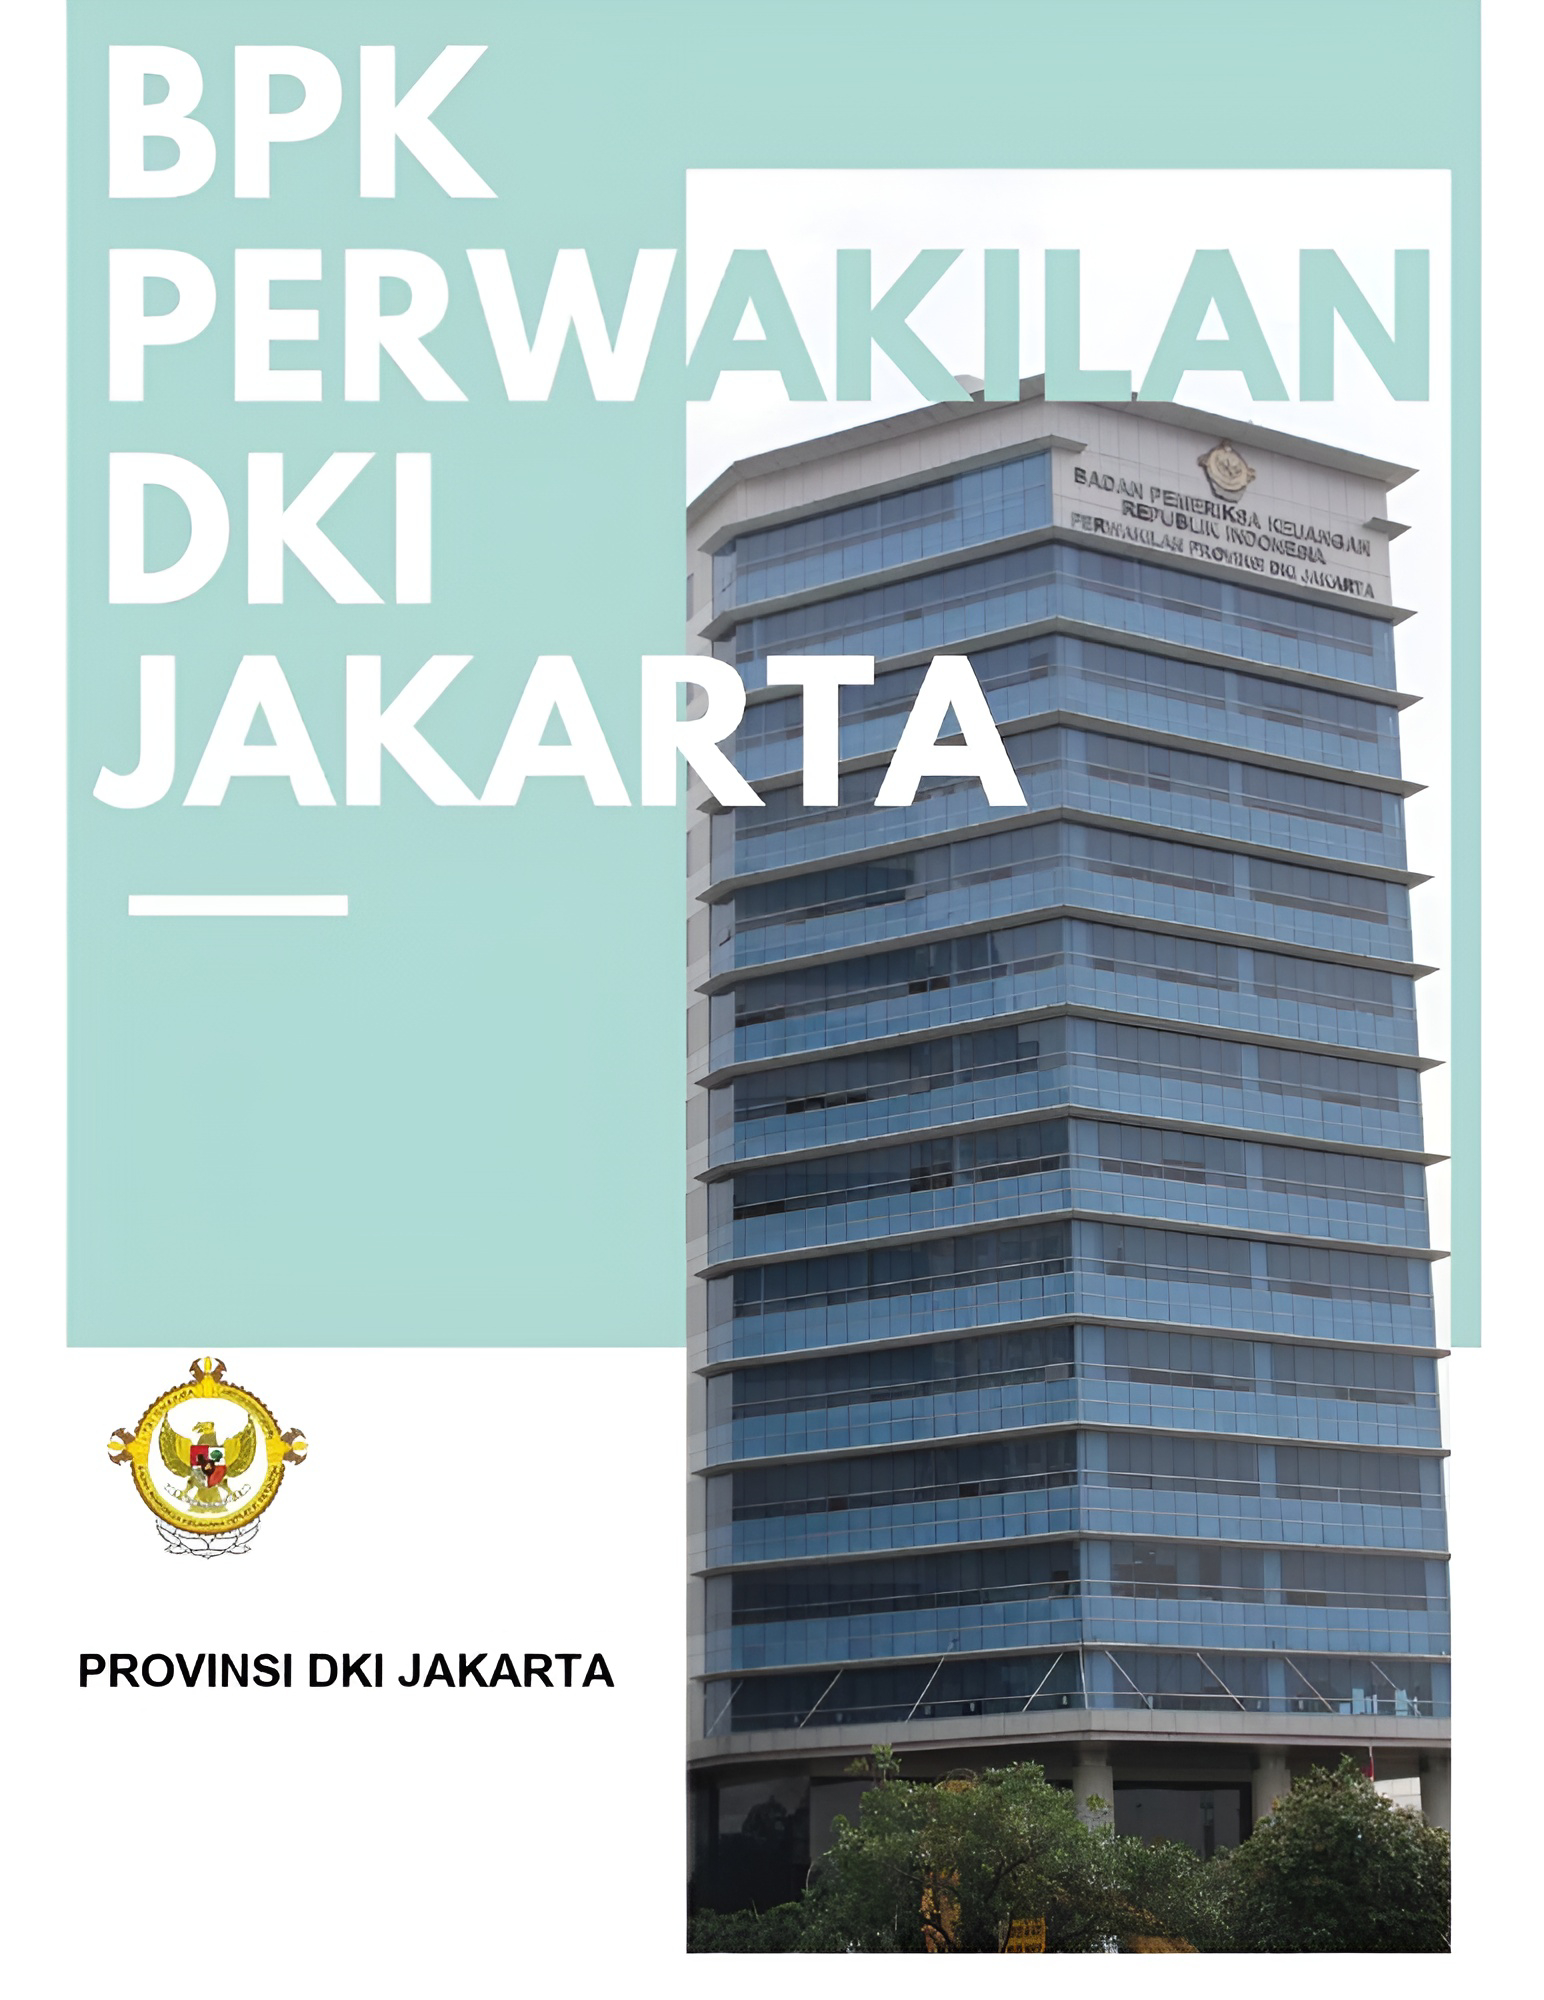 BPK
PERWAKILAN
DKI
JAKARTA
BADAN PEMERIKSA KEUANGAN
REPUBLIK INDONESIA
PERWAKILAN PROVINSI DKI JAKARTA
PROVINSI DKI JAKARTA